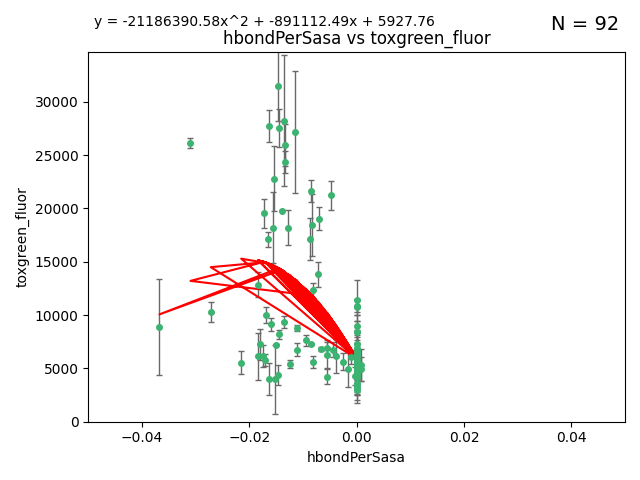 y = -21186390.58x^2 + -891112.49x + 5927.76
N = 92
hbondPerSasa vs toxgreen_fluor
toxgreen_fluor
30000
25000
20000
15000
10000
5000
0
−0.04
−0.02
0.00
0.02
0.04
hbondPerSasa